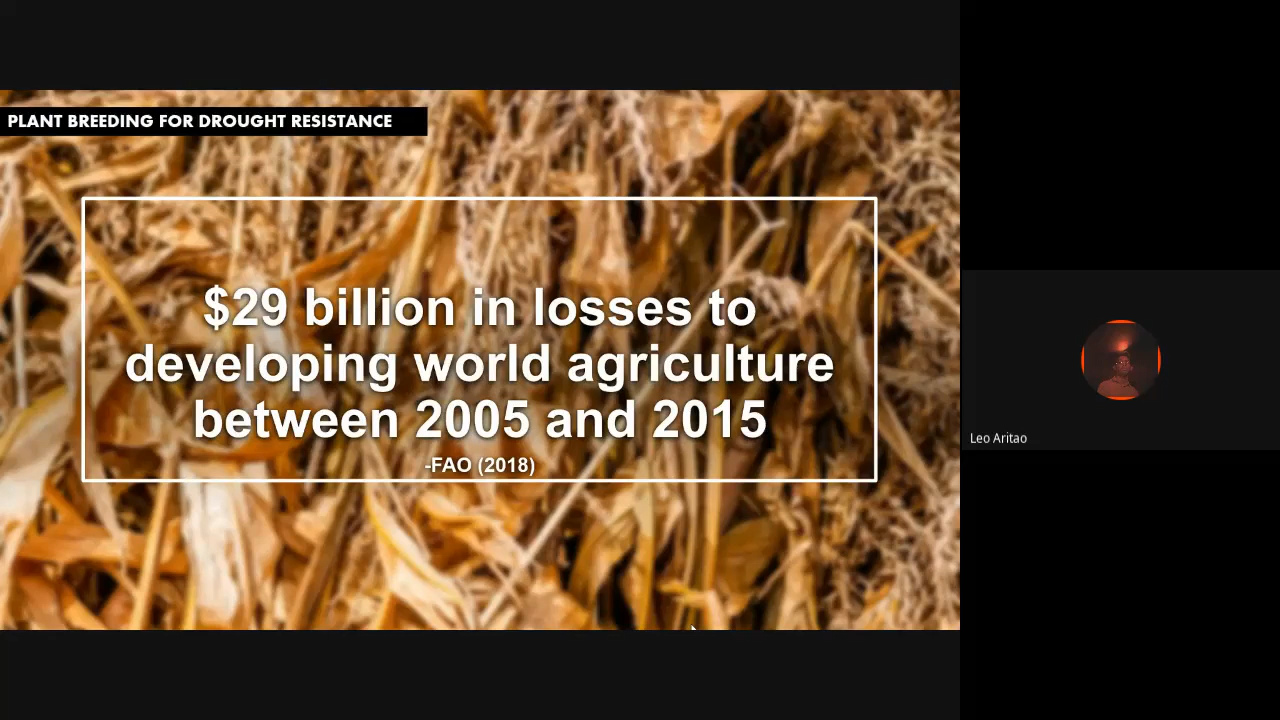 PLANT BREEDING FOR DROUGHT RESISTANCE
$29 billion in losses to
developing world agriculture
between 2005 and 2015
-FAO (2018)
Leo Aritao